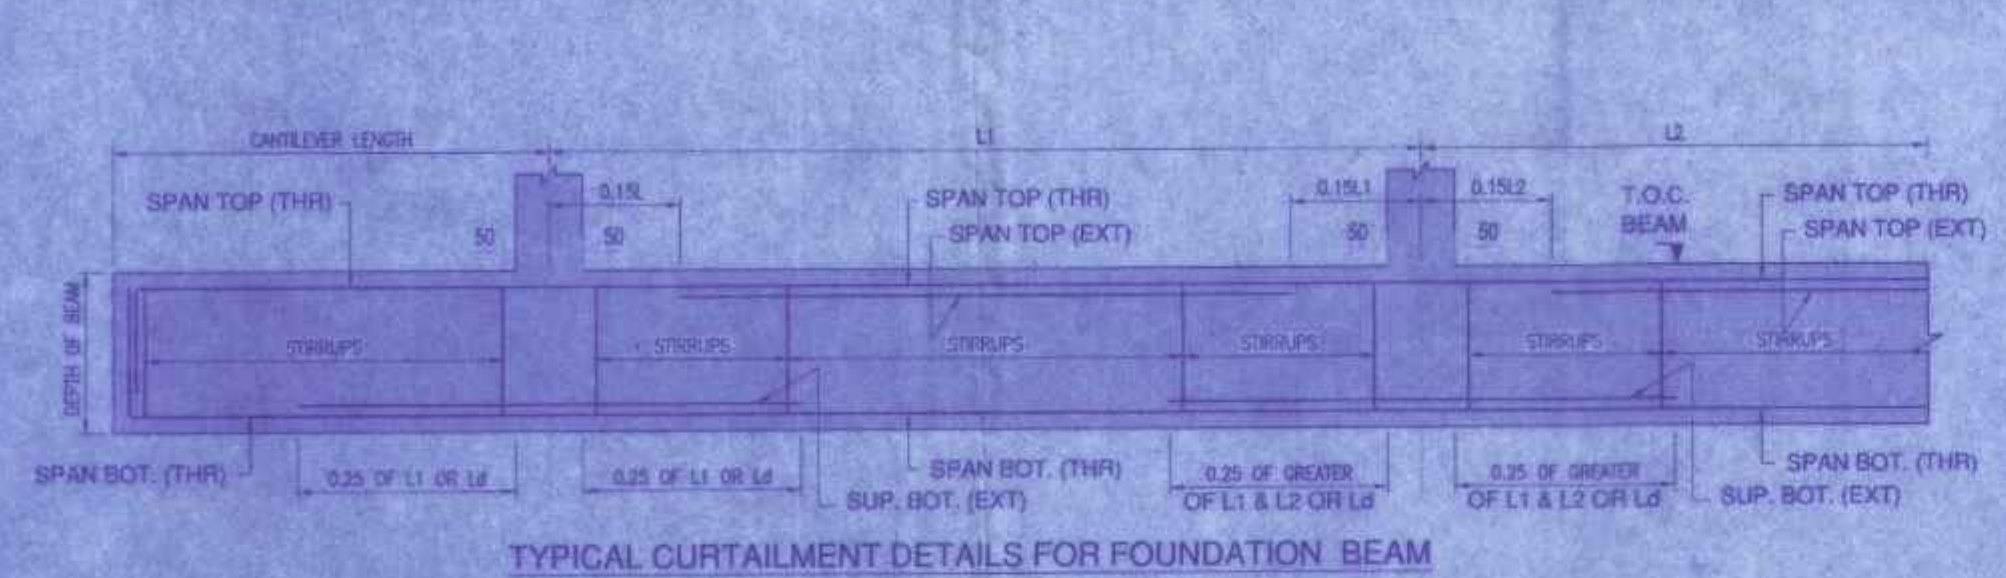 CANTILEVER LENGTH
L1
L2
SPAN TOP (THR)
0.15L
SPAN TOP (THR)
0.15L1
0.15L2
T.O.C.
BEAM
SPAN TOP (THR)
50
50
SPAN TOP (EXT)
50
50
SPAN TOP (EXT)
DEPTH OF BEAM
STIRRUPS
STIRRUPS
STIRRUPS
STIRRUPS
STIRRUPS
STIRRUPS
SPAN BOT. (THR)
0.25 OF L1 OR Ld
0.25 OF L1 OR Ld
SPAN BOT. (THR)
SUP. BOT. (EXT)
0.25 OF GREATER
OF L1 & L2 OR Ld
0.25 OF GREATER
OF L1 & L2 OR Ld
SPAN BOT. (THR)
SUP. BOT. (EXT)
TYPICAL CURTAILMENT DETAILS FOR FOUNDATION BEAM